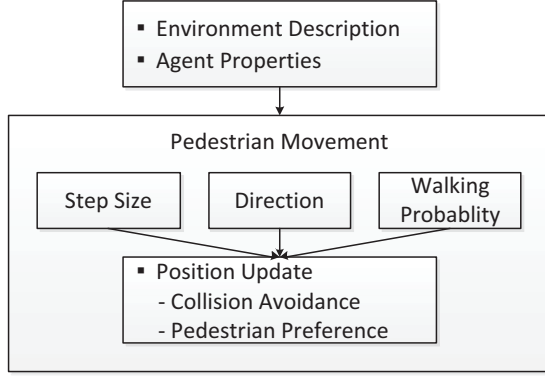 ▪ Environment Description
▪ Agent Properties
Pedestrian Movement
Step Size
Direction
Walking
Probablity
▪ Position Update
- Collision Avoidance
- Pedestrian Preference